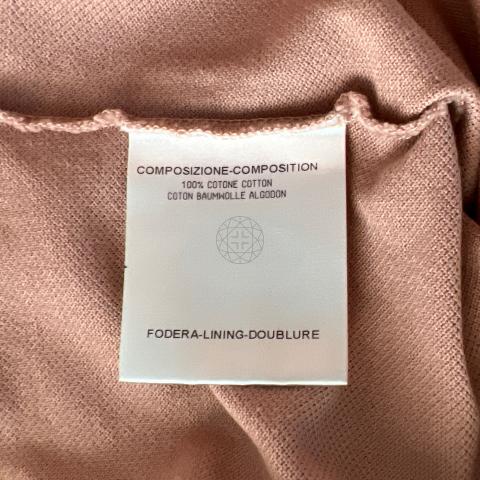 COMPOSIZIONE-COMPOSITION
100% COTONE COTTON
COTON BAUMWOLLE ALGODON
FODERA-LINING-DOUBLURE